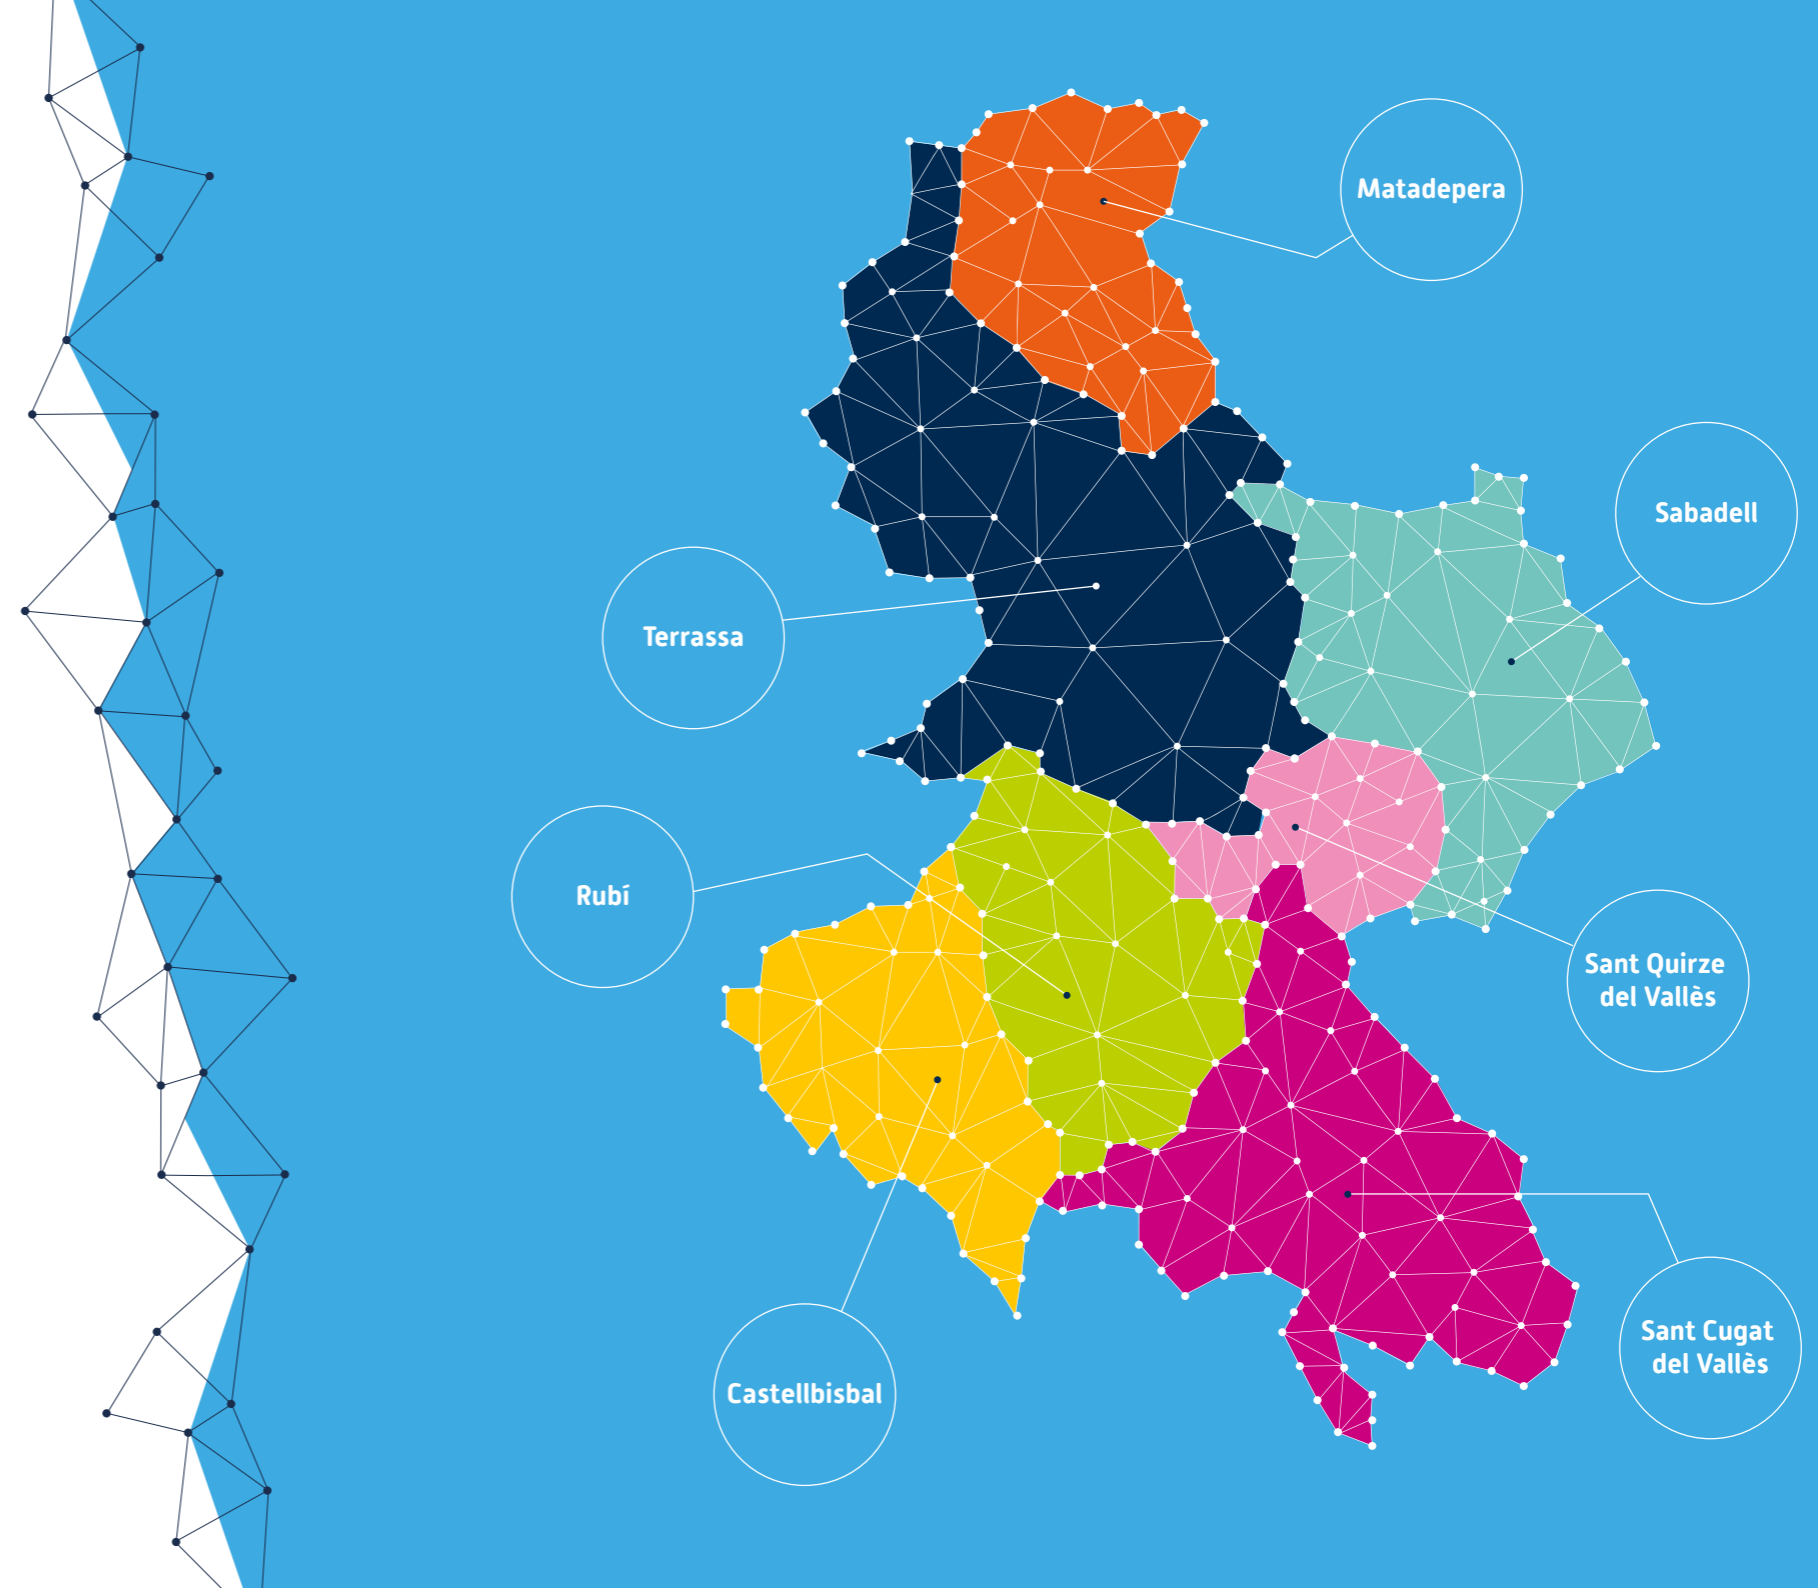 Matadepera
Sabadell
Terrassa
Rubí
Sant Quirze
del Vallès
Sant Cugat
del Vallès
Castellbisbal